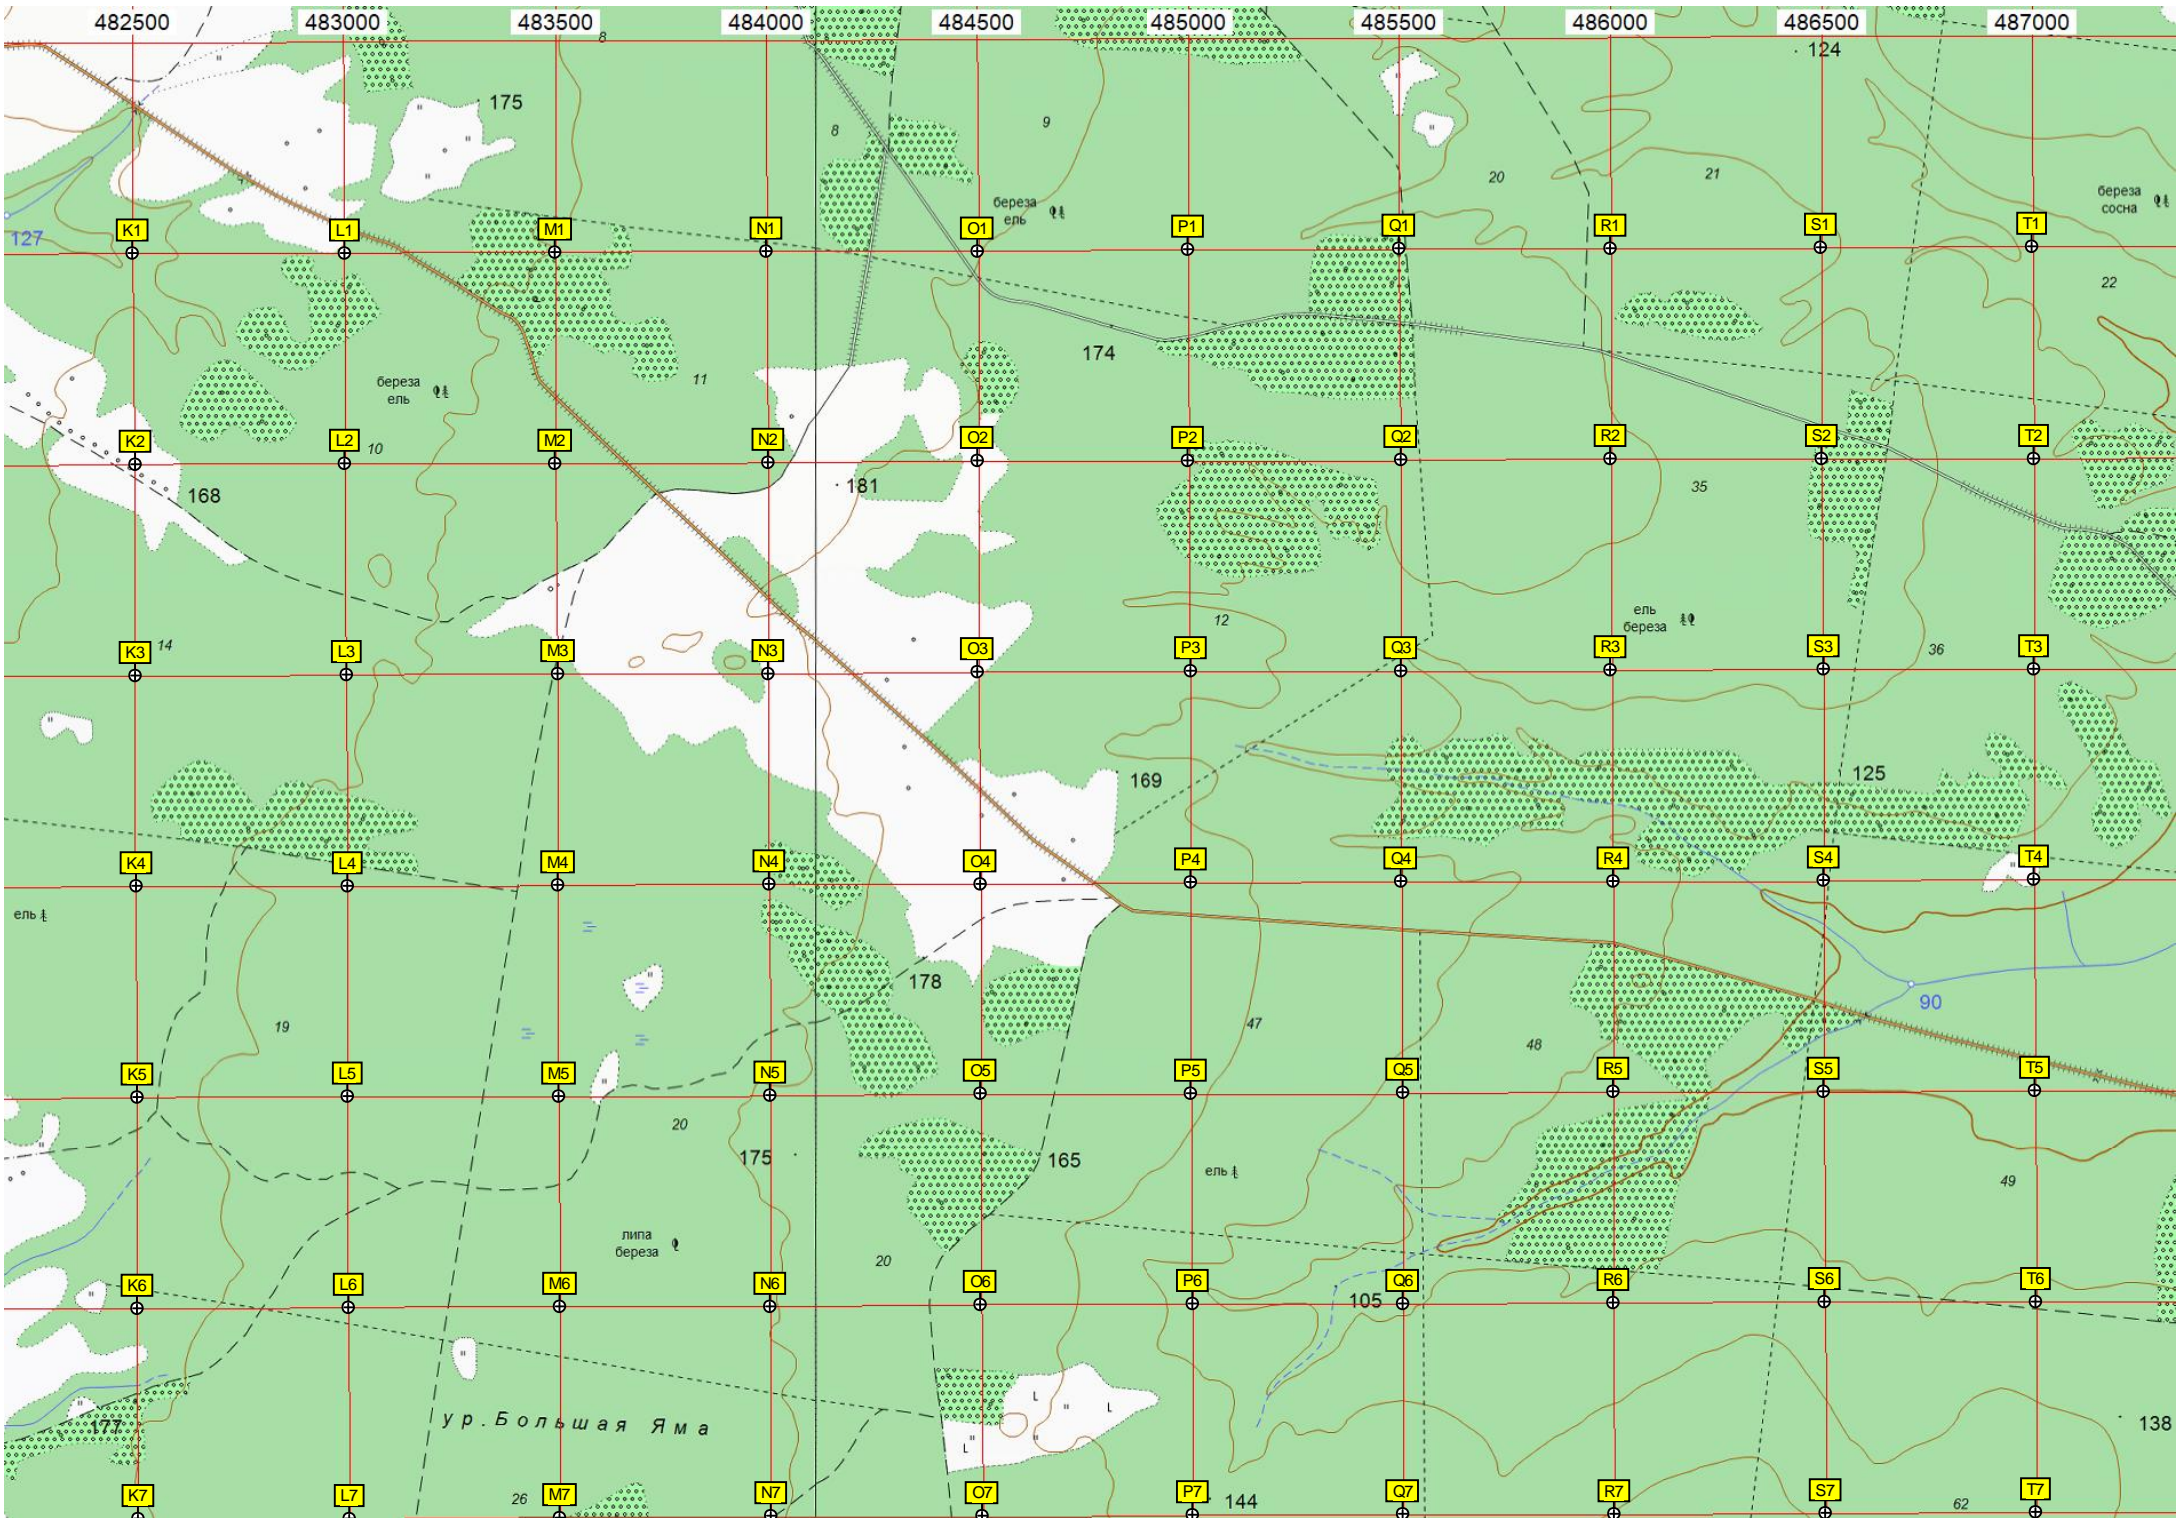 482500 483000 483500 484000 484500 485000 485500 486000 486500 487000
8
124
175
8 9
20 21
береза
сосна
береза
ель
127
K1 L1 M1 N1 O1 P1 Q1 R1 S1 T1
22
174
11
береза
ель
10
K2 L2 M2 N2 O2 P2 Q2 R2 S2 T2
168
181
35
12
ель
береза
14
36
K3 L3 M3 N3 O3 P3 Q3 R3 S3 T3
169
125
K4 L4 M4 N4 O4 P4 Q4 R4 S4 T4
ель
178
90
19
47
48
K5 L5 M5 N5 O5 P5 Q5 R5 S5 T5
20
175
165
ель
49
липа
береза
20
K6 L6 M6 N6 O6 P6 Q6 R6 S6 T6
105
ур. Большая Яма
177
138
K7 L7 M7 N7 O7 P7 Q7 R7 S7 T7
26
144
62